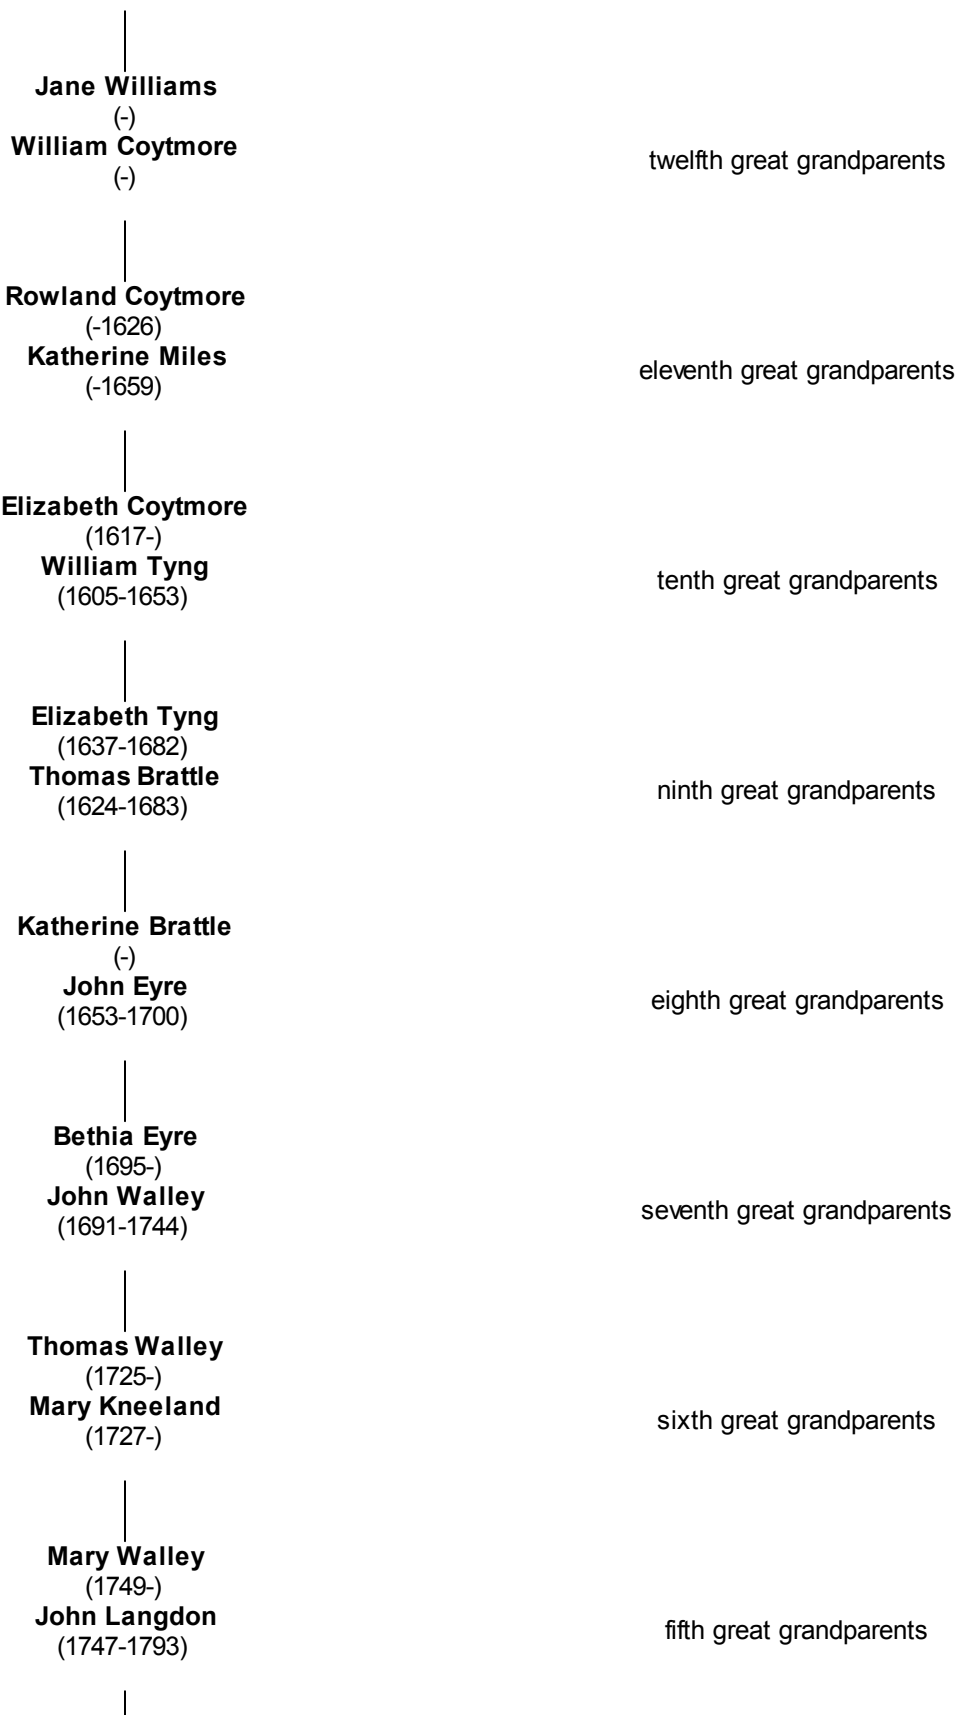 Jane Williams
(-)
William Coytmore
(-)
twelfth great grandparents
Rowland Coytmore
(-1626)
Katherine Miles
(-1659)
eleventh great grandparents
Elizabeth Coytmore
(1617-)
William Tyng
(1605-1653)
tenth great grandparents
Elizabeth Tyng
(1637-1682)
Thomas Brattle
(1624-1683)
ninth great grandparents
Katherine Brattle
(-)
John Eyre
(1653-1700)
eighth great grandparents
Bethia Eyre
(1695-)
John Walley
(1691-1744)
seventh great grandparents
Thomas Walley
(1725-)
Mary Kneeland
(1727-)
sixth great grandparents
Mary Walley
(1749-)
John Langdon
(1747-1793)
fifth great grandparents